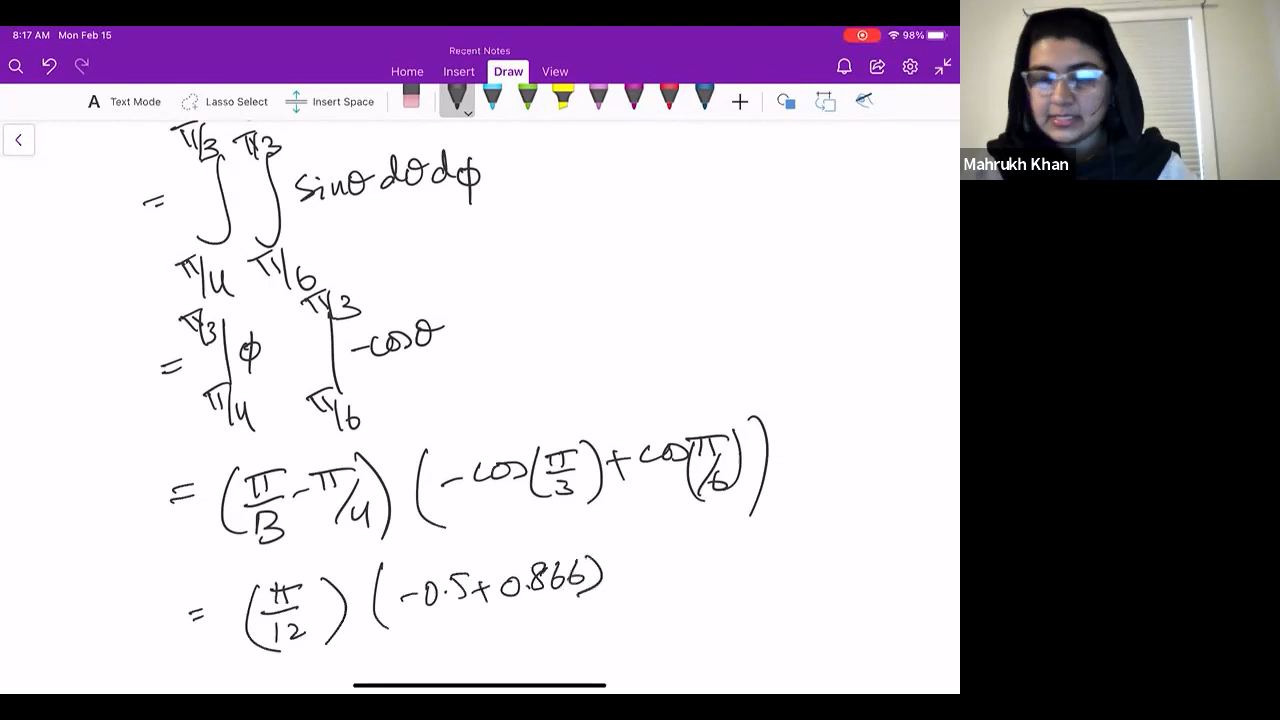 8:17 AM Mon Feb 15
98%
Recent Notes
Home Insert Draw View
Text Mode Lasso Select Insert Space
Mahrukh Khan
= ∫_{π/4}^{π/3} ∫_{π/6}^{π/3} sinθ dθ dφ
= |_{π/4}^{π/3} φ |_{π/6}^{π/3} -cosθ
= (π/3 - π/4) (-cos(π/3) + cos(π/6))
= (π/12) (-0.5 + 0.866)